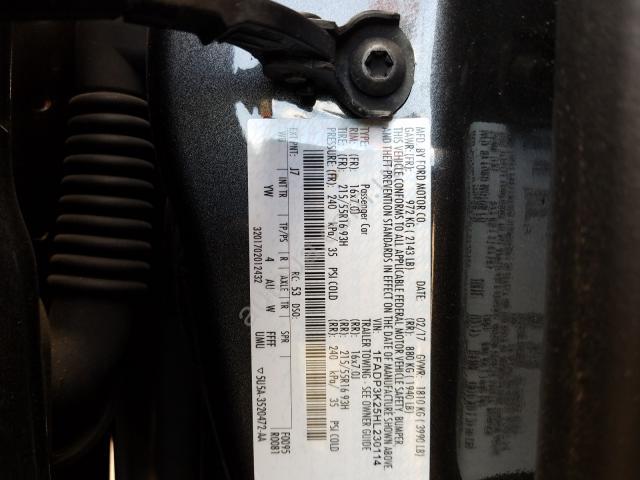 MFD. BY FORD MOTOR CO.
DATE: 02/17 GVWR: 1810 KG ( 3990 LB)
GAWR: (FR): 972 KG ( 2143 LB) (RR): 880 KG ( 1940 LB)
THIS VEHICLE CONFORMS TO ALL APPLICABLE FEDERAL MOTOR VEHICLE SAFETY, BUMPER
AND THEFT PREVENTION STANDARDS IN EFFECT ON THE DATE OF MANUFACTURE SHOWN ABOVE.
VIN: 1FADP3K25HL230114
TYPE: Passenger Car TRAILER TOWING - SEE OWNER GUIDE
RIM: (FR) 16x7.0J (RR): 16x7.0J
TIRE: (FR) 215/55R16 93H (RR): 215/55R16 93H
PRESSURE: (FR) 240 kPa/ 35 PSI COLD (RR): 240 kPa/ 35 PSI COLD
EXT PNT: J7 RC: 53 DSO: F0095
R0081
INT TR TP/PS R AXLE TR SPR
YW 4 AU W FFFF UMU
3201702012432 ▽ 5U5A-3520472-AA